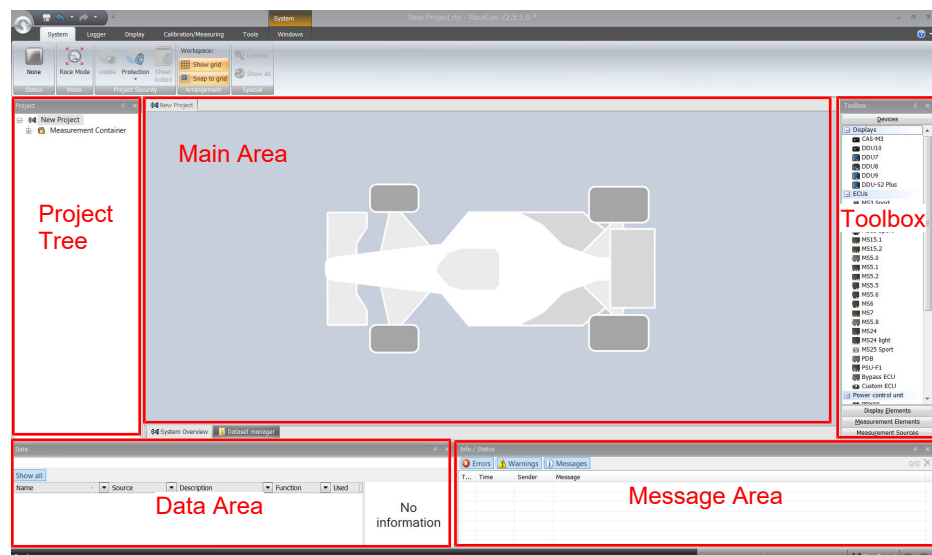 System
New Project.rlp - RaceCon V2.5.5.0 *
System Logger Display Calibration/Measuring Tools Windows
None
Race Mode
Visible
Protection
Sheet locked
Workspace:
Show grid
Snap to grid
License
Show all
Status Mode Project Security Arrangement Special
Project
New Project
Measurement Container
Project
Tree
New Project
Main Area
System Overview Dataset manager
Toolbox
Devices
Displays
CAS-M3
DDU10
DDU7
DDU8
DDU9
DDU-S2 Plus
ECUs
MS3 Sport
Toolbox
MS15.1
MS15.2
MS5.0
MS5.1
MS5.2
MS5.5
MS5.6
MS6
MS7
MS5.8
MS24
MS24 light
MS25 Sport
PDB
PSU-F1
Bypass ECU
Custom ECU
Power control unit
Display Elements
Measurement Elements
Measurement Sources
Data
Show all
Name Source Description Function Used
Data Area
No
information
Info / Status
Errors Warnings Messages 0/0
T... Time Sender Message
Message Area